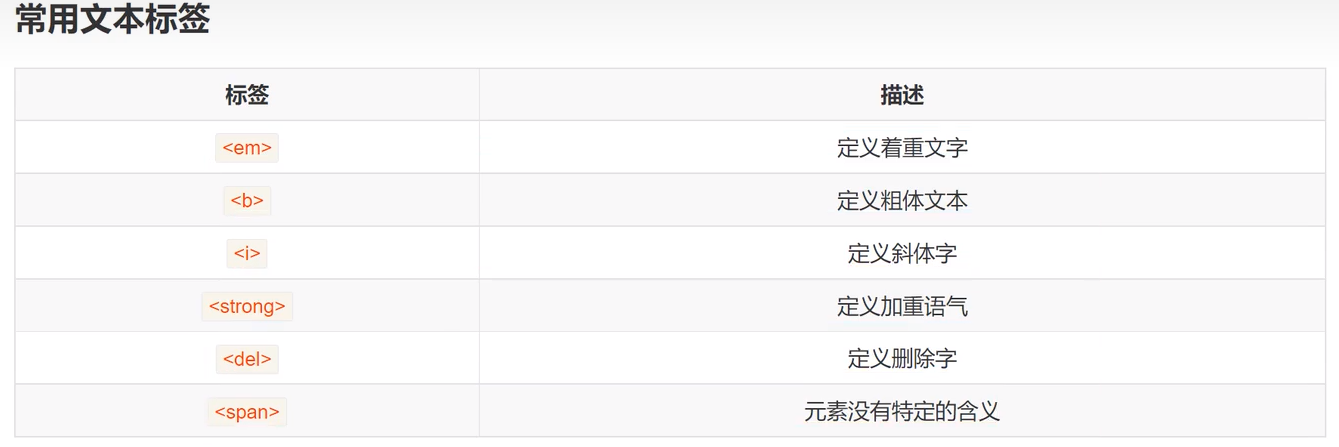 常用文本标签
标签 描述
<em> 定义着重文字
<b> 定义粗体文本
<i> 定义斜体字
<strong> 定义加重语气
<del> 定义删除字
<span> 元素没有特定的含义